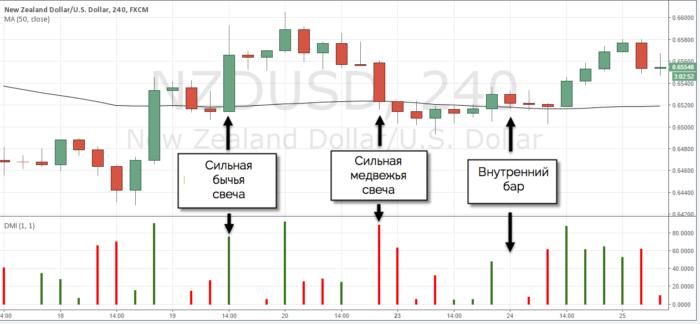 New Zealand Dollar/U.S. Dollar, 240, FXCM
MA (50, close)
NZDUSD, 240
New Zealand Dollar/U.S. Dollar
0.66000
0.65800
0.65600
0.65548
3:02:52
0.65400
0.65200
0.65000
0.64800
0.64600
0.64400
0.64200
Сильная
бычья
свеча
Сильная
медвежья
свеча
Внутренний
бар
DMI (1, 1)
80.0000
60.0000
40.0000
20.0000
0.0000
4:00 18 14:00 19 14:00 20 14:00 23 14:00 24 14:00 25